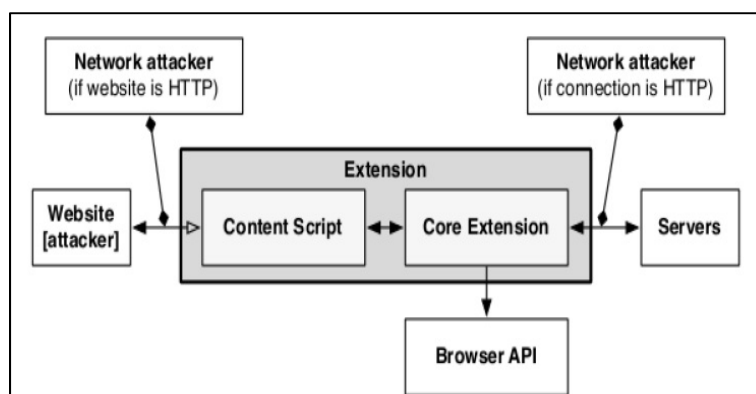 Network attacker
(if website is HTTP)
Network attacker
(if connection is HTTP)
Extension
Website
[attacker]
Content Script
Core Extension
Servers
Browser API